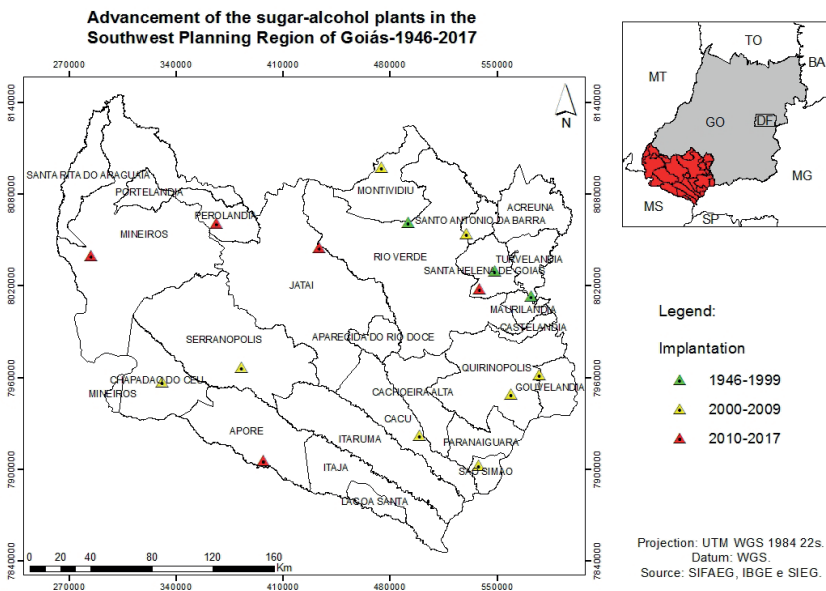 Advancement of the sugar-alcohol plants in the
Southwest Planning Region of Goiás-1946-2017
270000 340000 410000 480000 550000
8140000 8140000
8080000 8080000
8020000 8020000
7960000 7960000
7900000 7900000
7840000 7840000
N
SANTA RITA DO ARAGUAIA
PORTELANDIA
MONTIVIDIU
ACREUNA
PEROLANDIA
SANTO ANTONIO DA BARRA
MINEIROS
RIO VERDE
TURVELANDIA
SANTA HELENA DE GOIAS
JATAI
MAURILANDIA
CASTELANDIA
SERRANOPOLIS
APARECIDA DO RIO DOCE
QUIRINOPOLIS
CHAPADAO DO CEU
GOUVELANDIA
MINEIROS
CACHOEIRA ALTA
CACU
APORE
ITARUMA
PARANAIGUARA
ITAJA
SAO SIMAO
LAGOA SANTA
0 20 40 80 120 160
Km
270000 340000 410000 480000 550000
TO
BA
MT
GO
DF
MG
MS
SP
Legend:
Implantation
1946-1999
2000-2009
2010-2017
Projection: UTM WGS 1984 22s.
Datum: WGS.
Source: SIFAEG, IBGE e SIEG.